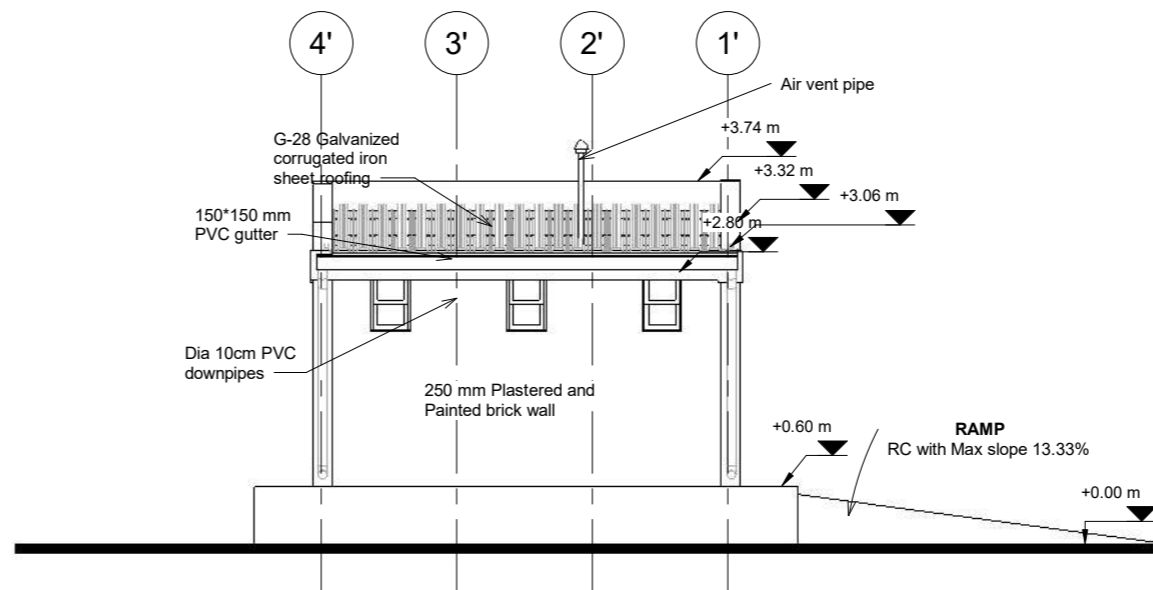 4'
3'
2'
1'
Air vent pipe
+3.74 m
G-28 Galvanized
corrugated iron
sheet roofing
+3.32 m
+3.06 m
150*150 mm
PVC gutter
+2.80 m
Dia 10cm PVC
downpipes
250 mm Plastered and
Painted brick wall
+0.60 m
RAMP
RC with Max slope 13.33%
+0.00 m